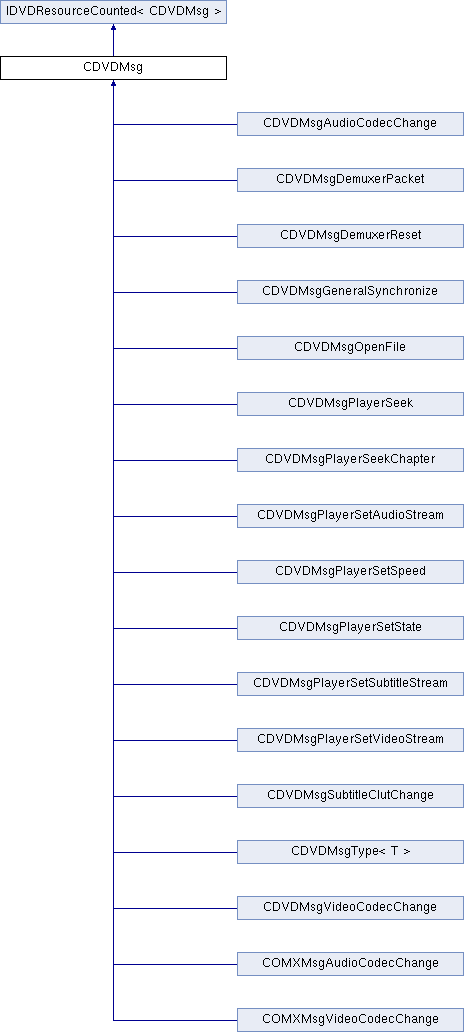 IDVDResourceCounted< CDVDMsg >
CDVDMsg
CDVDMsgAudioCodecChange
CDVDMsgDemuxerPacket
CDVDMsgDemuxerReset
CDVDMsgGeneralSynchronize
CDVDMsgOpenFile
CDVDMsgPlayerSeek
CDVDMsgPlayerSeekChapter
CDVDMsgPlayerSetAudioStream
CDVDMsgPlayerSetSpeed
CDVDMsgPlayerSetState
CDVDMsgPlayerSetSubtitleStream
CDVDMsgPlayerSetVideoStream
CDVDMsgSubtitleClutChange
CDVDMsgType< T >
CDVDMsgVideoCodecChange
COMXMsgAudioCodecChange
COMXMsgVideoCodecChange